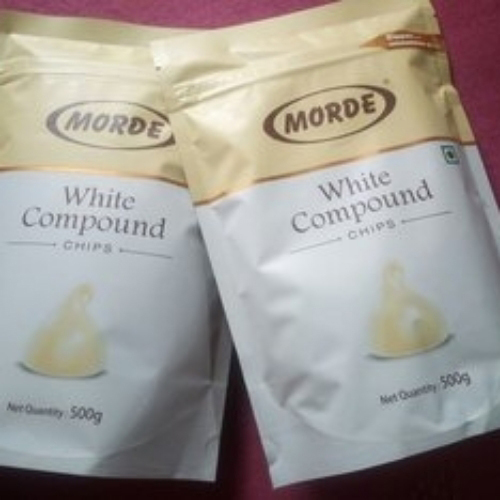 MORDE
White
Compound
CHIPS
Net Quantity: 500g
MORDE
White
Compound
CHIPS
Net Quantity: 500g